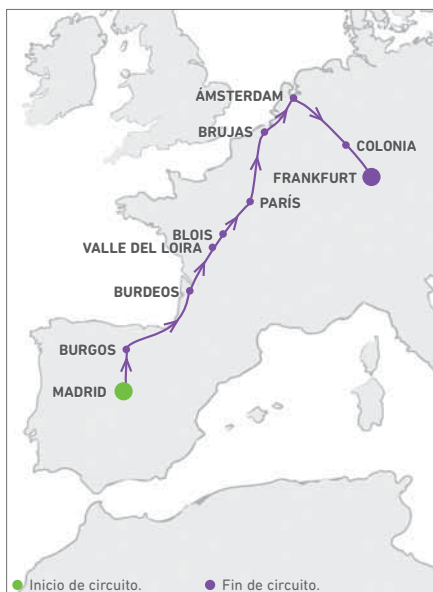 ÁMSTERDAM
BRUJAS
COLONIA
FRANKFURT
PARÍS
BLOIS
VALLE DEL LOIRA
BURDEOS
BURGOS
MADRID
Inicio de circuito.
Fin de circuito.